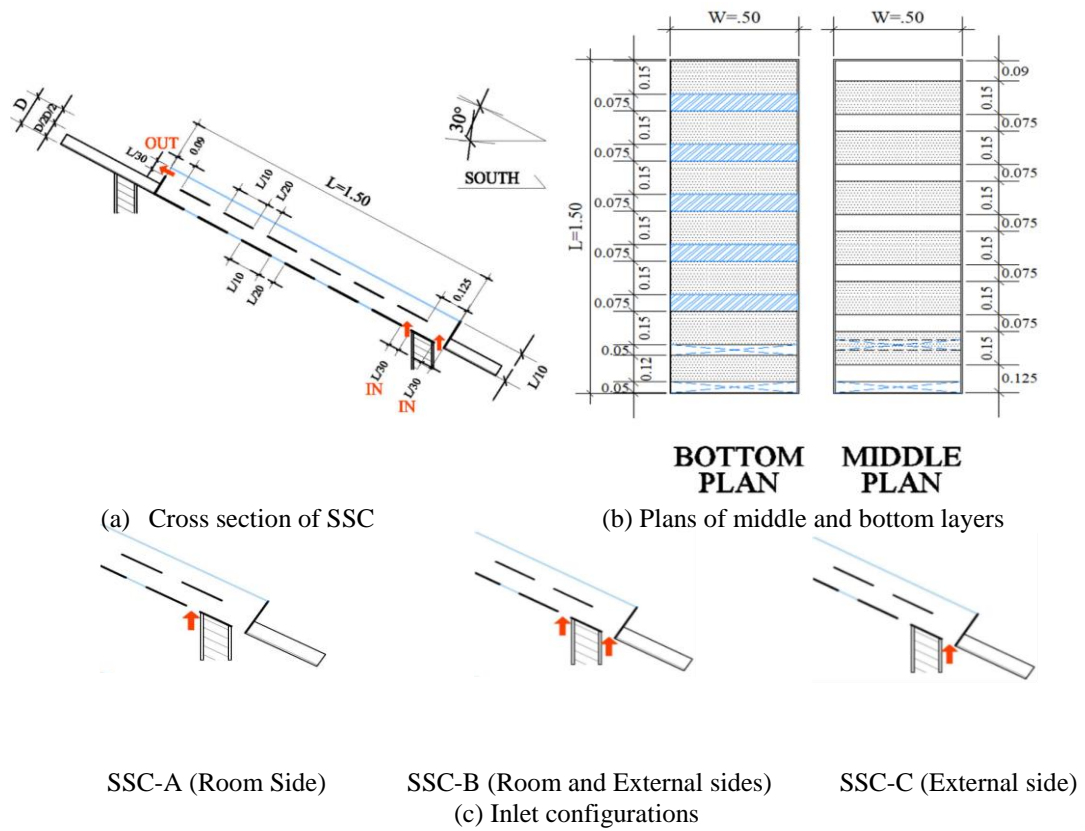 D
D/2
D/2
OUT
L/30
0.09
L/10
L/20
L=1.50
30°
SOUTH
L/10
L/20
0.125
L/30
IN
L/30
IN
L/10
W=.50
W=.50
L=1.50
0.15
0.075
0.15
0.075
0.15
0.075
0.15
0.075
0.15
0.075
0.15
0.05
0.12
0.05
0.09
0.15
0.075
0.15
0.075
0.15
0.075
0.15
0.075
0.15
0.075
0.15
0.125
BOTTOM
PLAN
MIDDLE
PLAN
(a) Cross section of SSC
(b) Plans of middle and bottom layers
SSC-A (Room Side)
SSC-B (Room and External sides)
SSC-C (External side)
(c) Inlet configurations